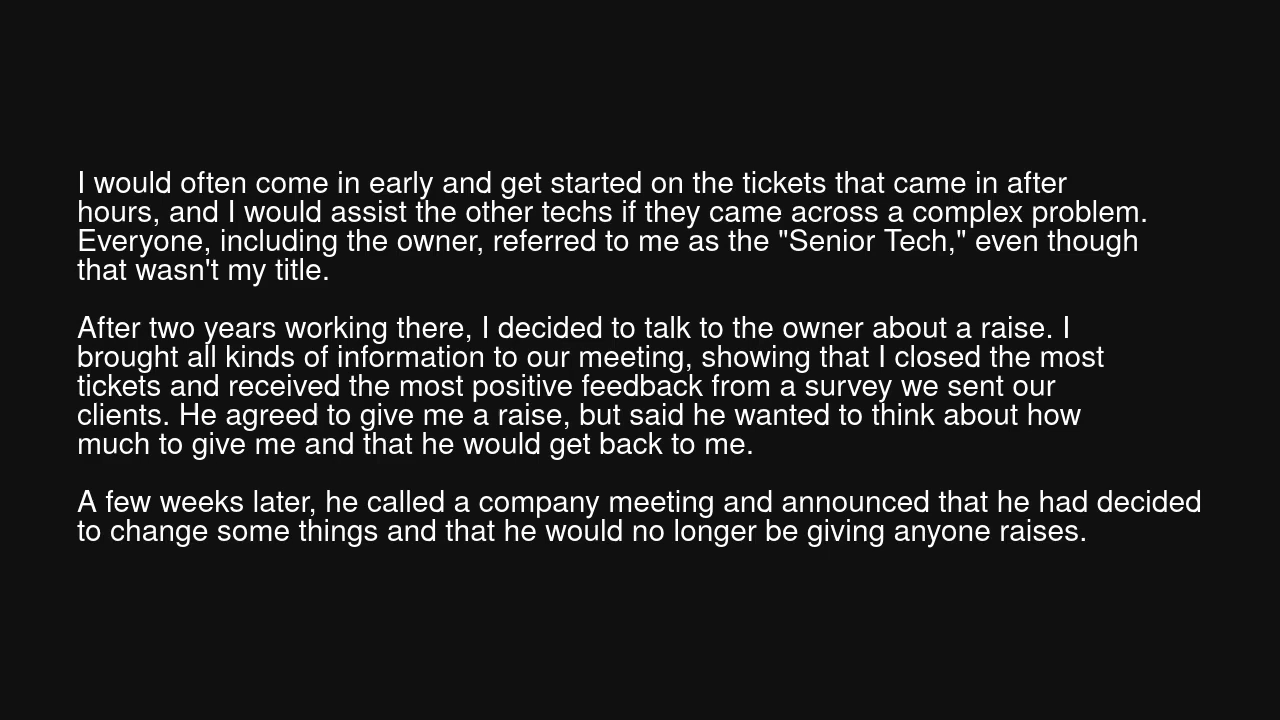 I would often come in early and get started on the tickets that came in after
hours, and I would assist the other techs if they came across a complex problem.
Everyone, including the owner, referred to me as the "Senior Tech," even though
that wasn't my title.
After two years working there, I decided to talk to the owner about a raise. I
brought all kinds of information to our meeting, showing that I closed the most
tickets and received the most positive feedback from a survey we sent our
clients. He agreed to give me a raise, but said he wanted to think about how
much to give me and that he would get back to me.
A few weeks later, he called a company meeting and announced that he had decided
to change some things and that he would no longer be giving anyone raises.